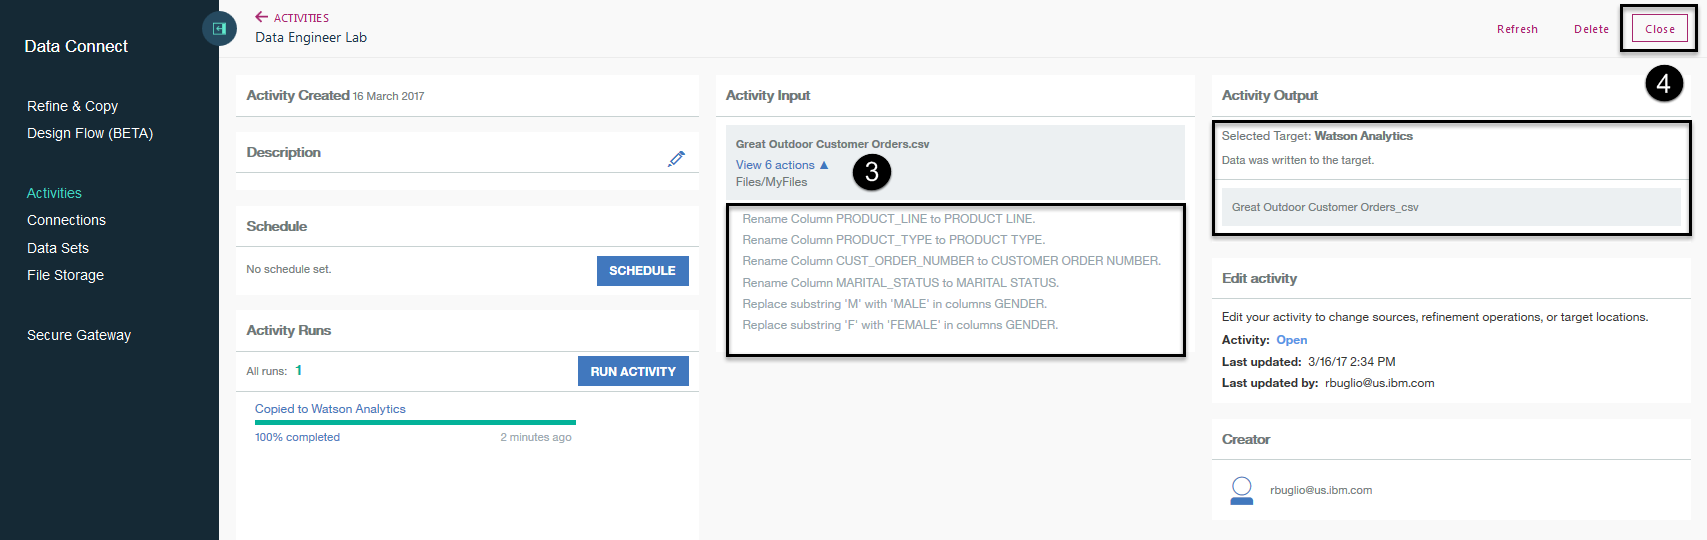 Data Connect
Refine & Copy
Design Flow (BETA)
Activities
Connections
Data Sets
File Storage
Secure Gateway
ACTIVITIES
Data Engineer Lab
Refresh
Delete
Close
4
Activity Created 16 March 2017
Description
Schedule
No schedule set.
SCHEDULE
Activity Runs
All runs: 1
RUN ACTIVITY
Copied to Watson Analytics
100% completed
2 minutes ago
Activity Input
Great Outdoor Customer Orders.csv
View 6 actions ▲
Files/MyFiles
3
Rename Column PRODUCT_LINE to PRODUCT LINE.
Rename Column PRODUCT_TYPE to PRODUCT TYPE.
Rename Column CUST_ORDER_NUMBER to CUSTOMER ORDER NUMBER.
Rename Column MARITAL_STATUS to MARITAL STATUS.
Replace substring 'M' with 'MALE' in columns GENDER.
Replace substring 'F' with 'FEMALE' in columns GENDER.
Activity Output
Selected Target: Watson Analytics
Data was written to the target.
Great Outdoor Customer Orders_csv
Edit activity
Edit your activity to change sources, refinement operations, or target locations.
Activity: Open
Last updated: 3/16/17 2:34 PM
Last updated by: rbuglio@us.ibm.com
Creator
rbuglio@us.ibm.com